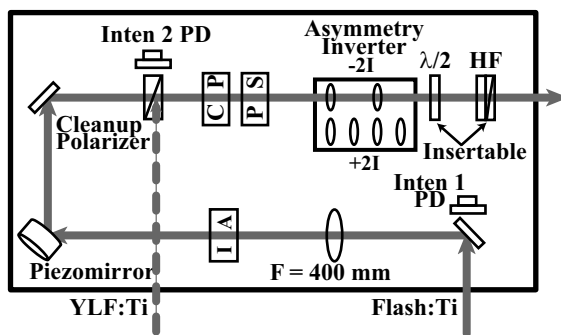 Inten 2 PD
Asymmetry
Inverter
-2I
λ/2
HF
C P
P S
Cleanup
Polarizer
+2I
Insertable
Inten 1
PD
I A
Piezomirror
F = 400 mm
YLF:Ti
Flash:Ti